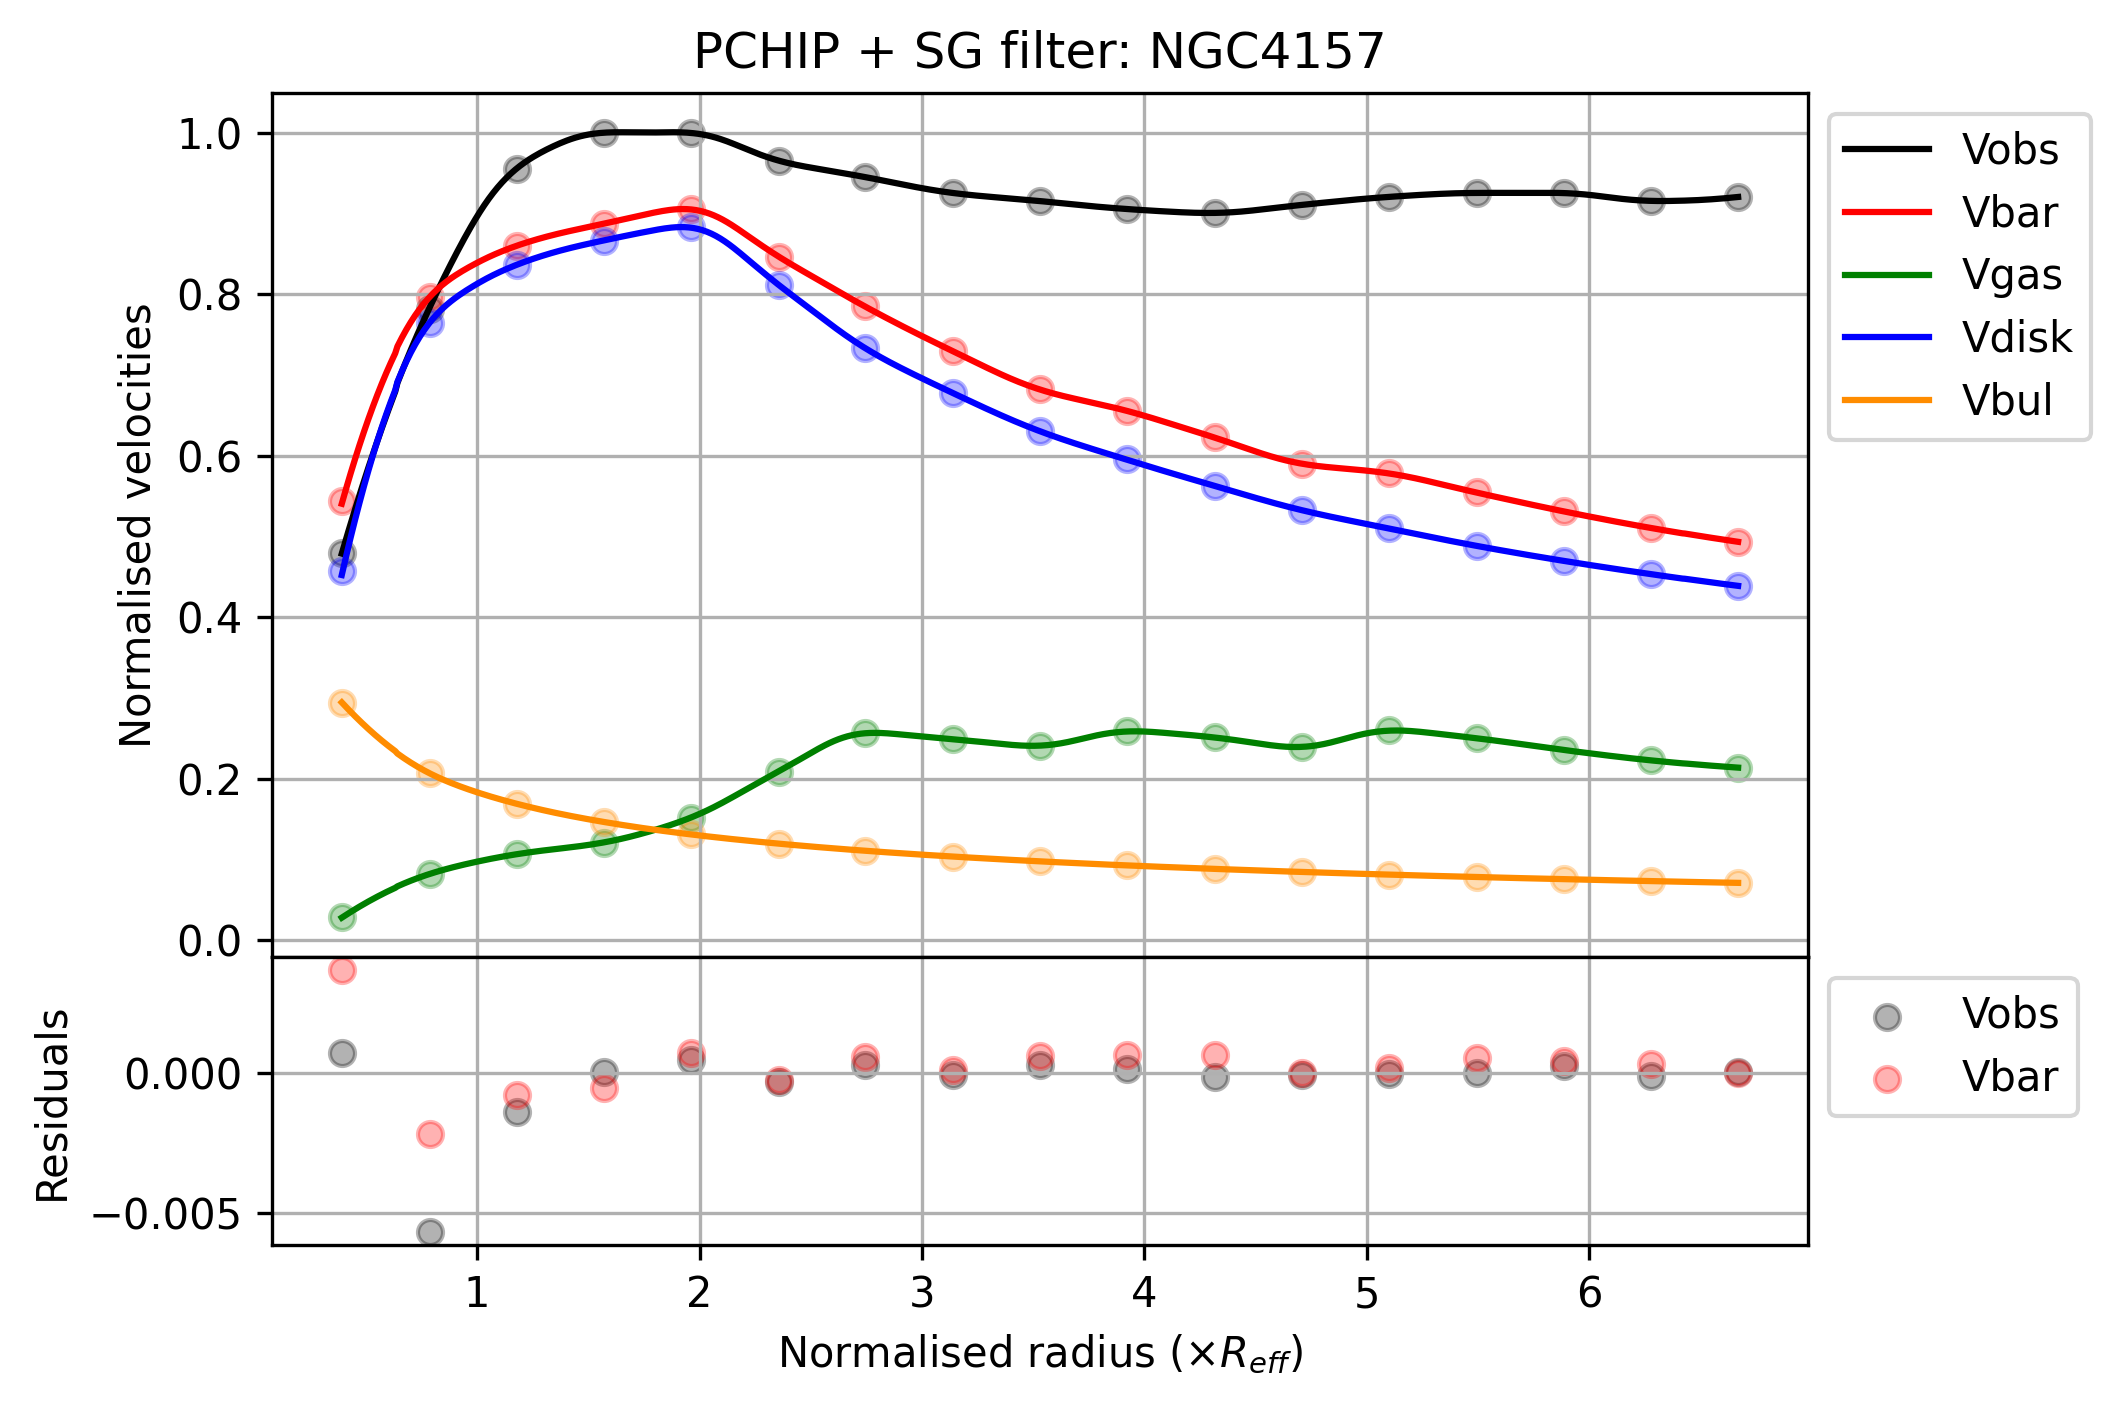 PCHIP + SG filter: NGC4157
Normalised velocities
1.0
0.8
0.6
0.4
0.2
0.0
Vobs
Vbar
Vgas
Vdisk
Vbul
Residuals
0.000
−0.005
Vobs
Vbar
1 2 3 4 5 6
Normalised radius (×R_{eff})